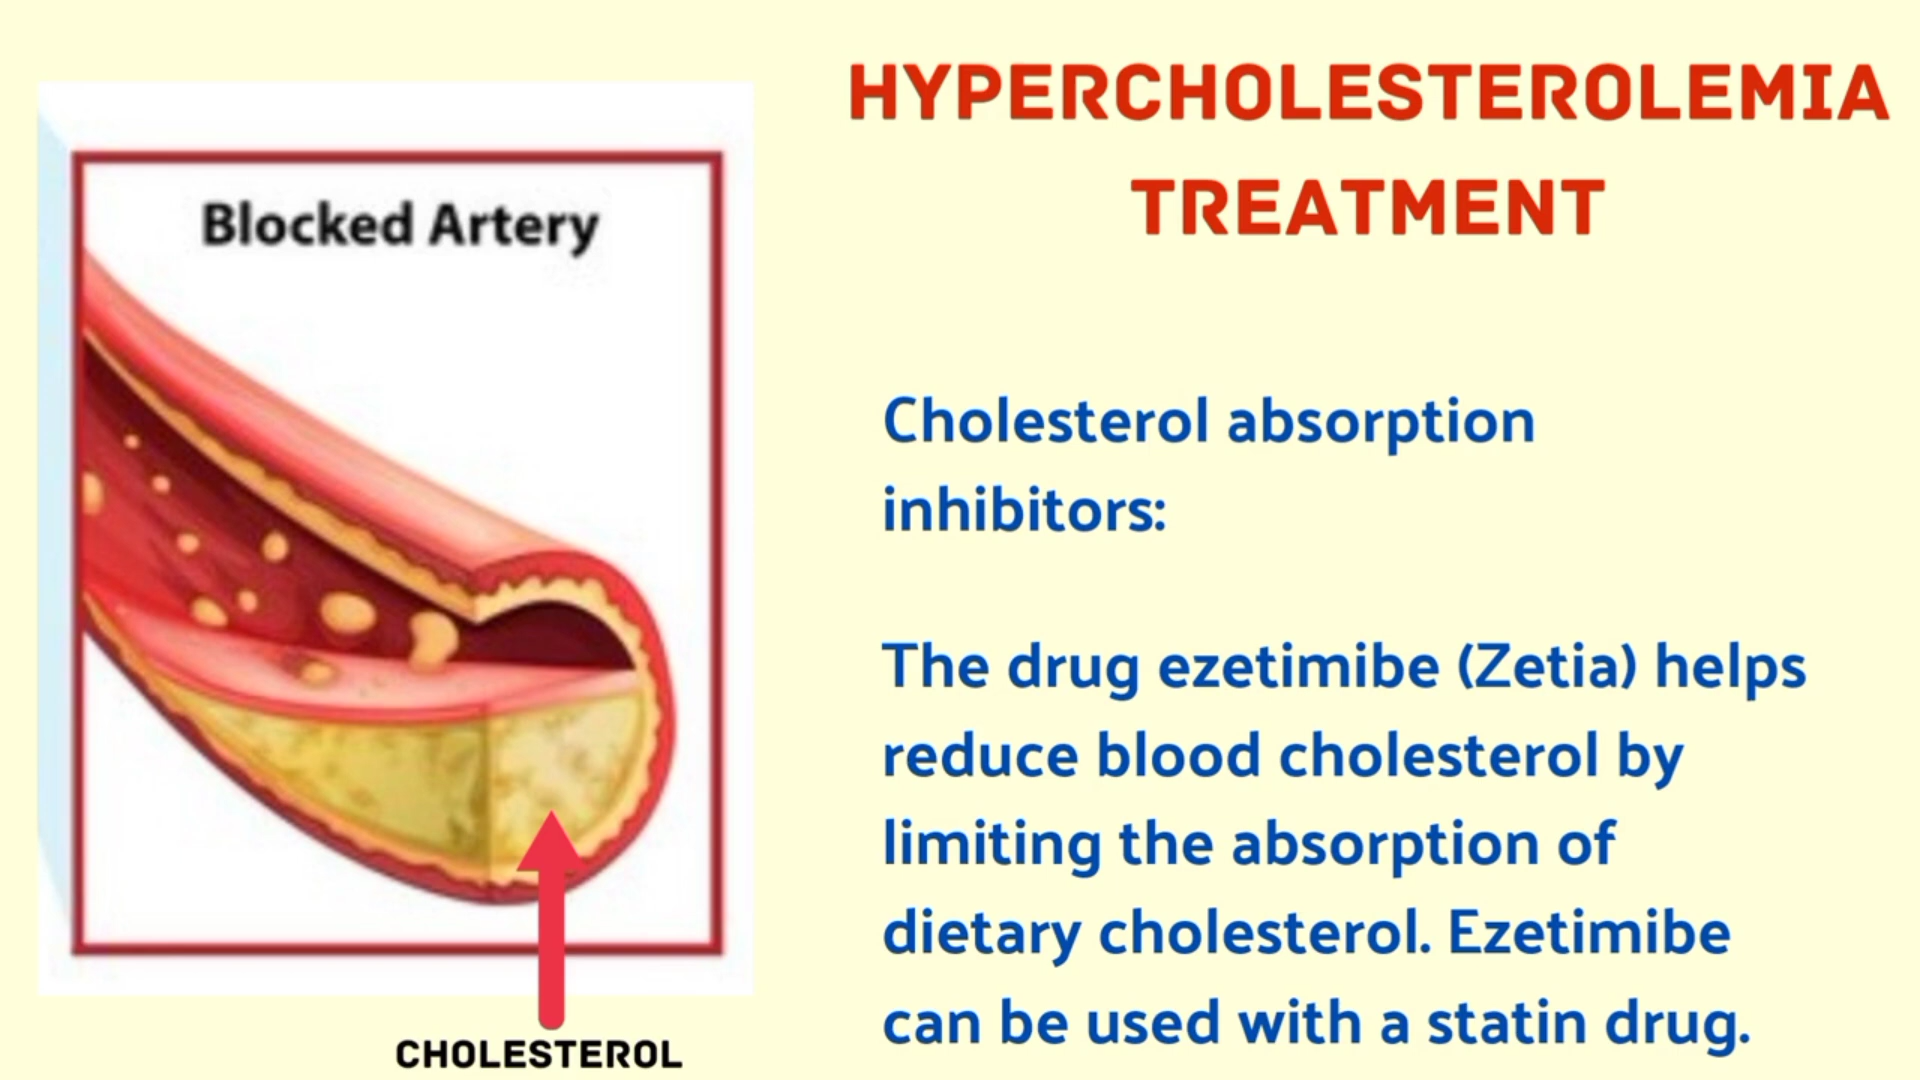 HYPERCHOLESTEROLEMIA
TREATMENT
Blocked Artery
Cholesterol absorption
inhibitors:
The drug ezetimibe (Zetia) helps
reduce blood cholesterol by
limiting the absorption of
dietary cholesterol. Ezetimibe
can be used with a statin drug.
CHOLESTEROL